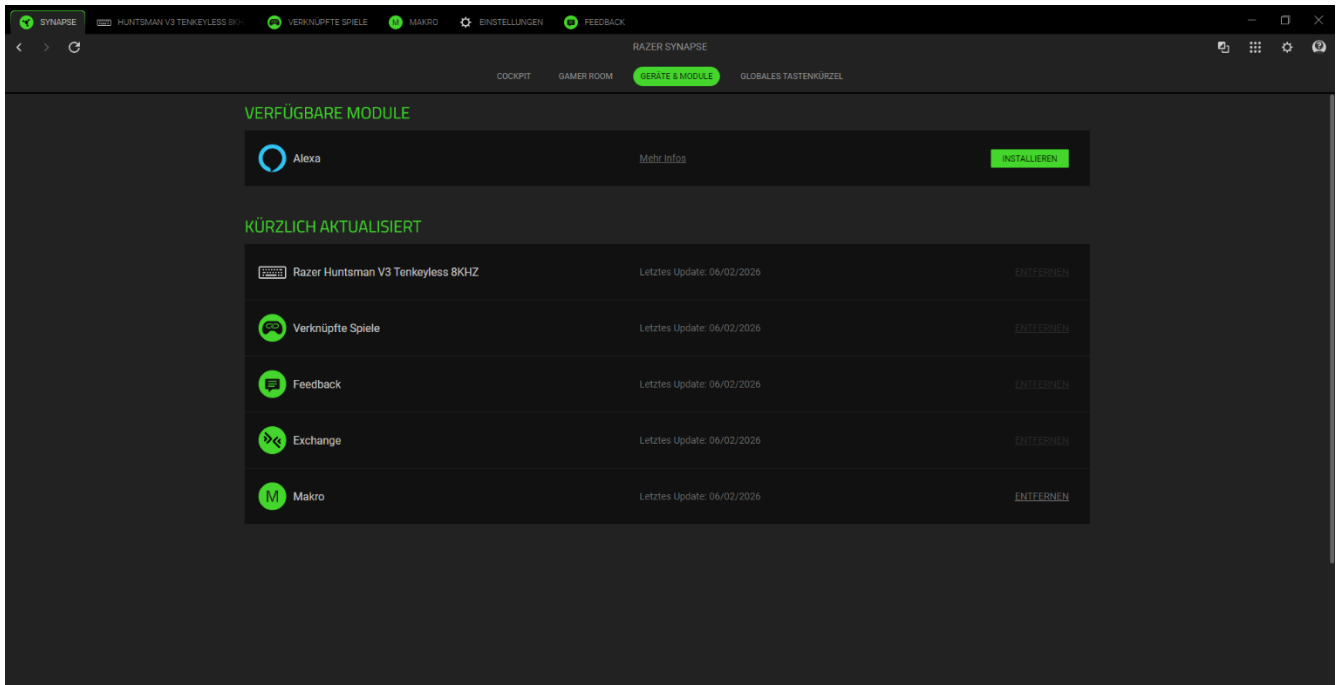 SYNAPSE HUNTSMAN V3 TENKEYLESS 8KH VERKNÜPFTE SPIELE M MAKRO EINSTELLUNGEN FEEDBACK
RAZER SYNAPSE
COCKPIT GAMER ROOM GERÄTE & MODULE GLOBALES TASTENKÜRZEL
VERFÜGBARE MODULE
Alexa Mehr Infos INSTALLIEREN
KÜRZLICH AKTUALISIERT
Razer Huntsman V3 Tenkeyless 8KHZ Letztes Update: 06/02/2026 ENTFERNEN
Verknüpfte Spiele Letztes Update: 06/02/2026 ENTFERNEN
Feedback Letztes Update: 06/02/2026 ENTFERNEN
Exchange Letztes Update: 06/02/2026 ENTFERNEN
M Makro Letztes Update: 06/02/2026 ENTFERNEN